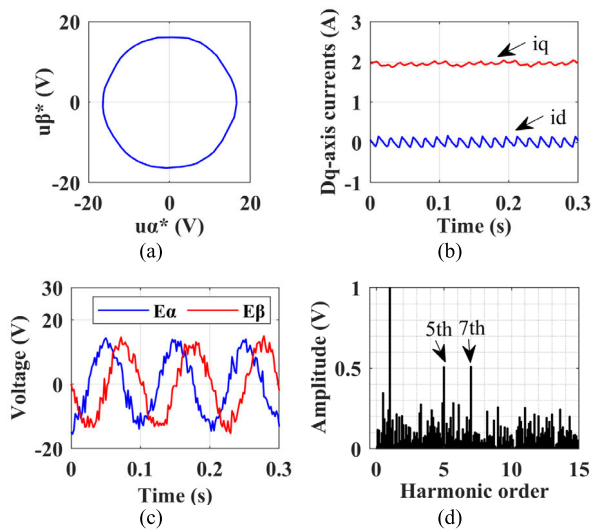 20
0
-20
-20
0
20
uβ* (V)
uα* (V)
(a)
3
2
1
0
-1
0
0.1
0.2
0.3
Dq-axis currents (A)
Time (s)
iq
id
(b)
30
20
0
-20
0
0.1
0.2
0.3
Voltage (V)
Time (s)
Eα
Eβ
(c)
1
0.5
0
0
5
10
15
Amplitude (V)
Harmonic order
5th 7th
(d)